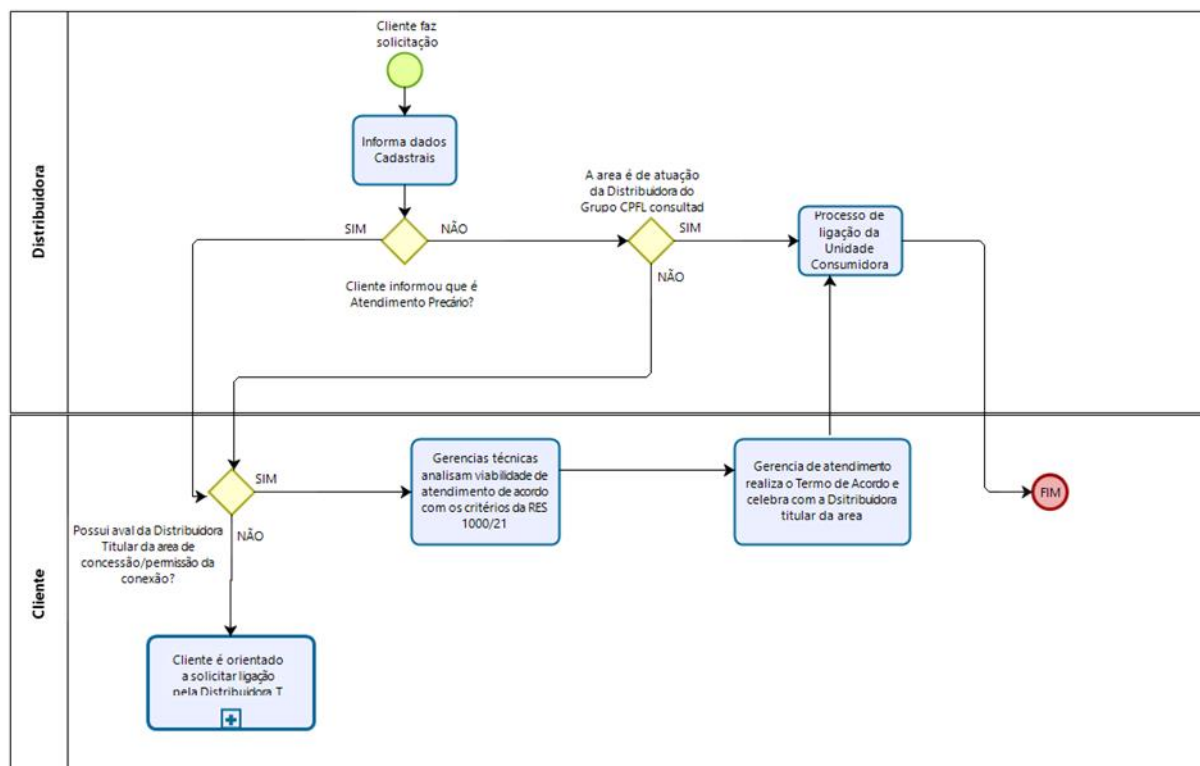 Cliente faz
solicitação
Distribuidora
Informa dados
Cadastrais
A area é de atuação
da Distribuidora do
Grupo CPFL consultad
Processo de
ligação da
Unidade
Consumidora
SIM
NÃO
SIM
NÃO
Cliente informou que é
Atendimento Precário?
Cliente
Gerencias técnicas
analisam viabilidade de
atendimento de acordo
com os critérios da RES
1000/21
Gerencia de atendimento
realiza o Termo de Acordo e
celebra com a Dsitribuidora
titular da area
SIM
FIM
Possui aval da Distribuidora
Titular da area de
concessão/permissão da
conexão?
NÃO
Cliente é orientado
a solicitar ligação
pela Distribuidora T